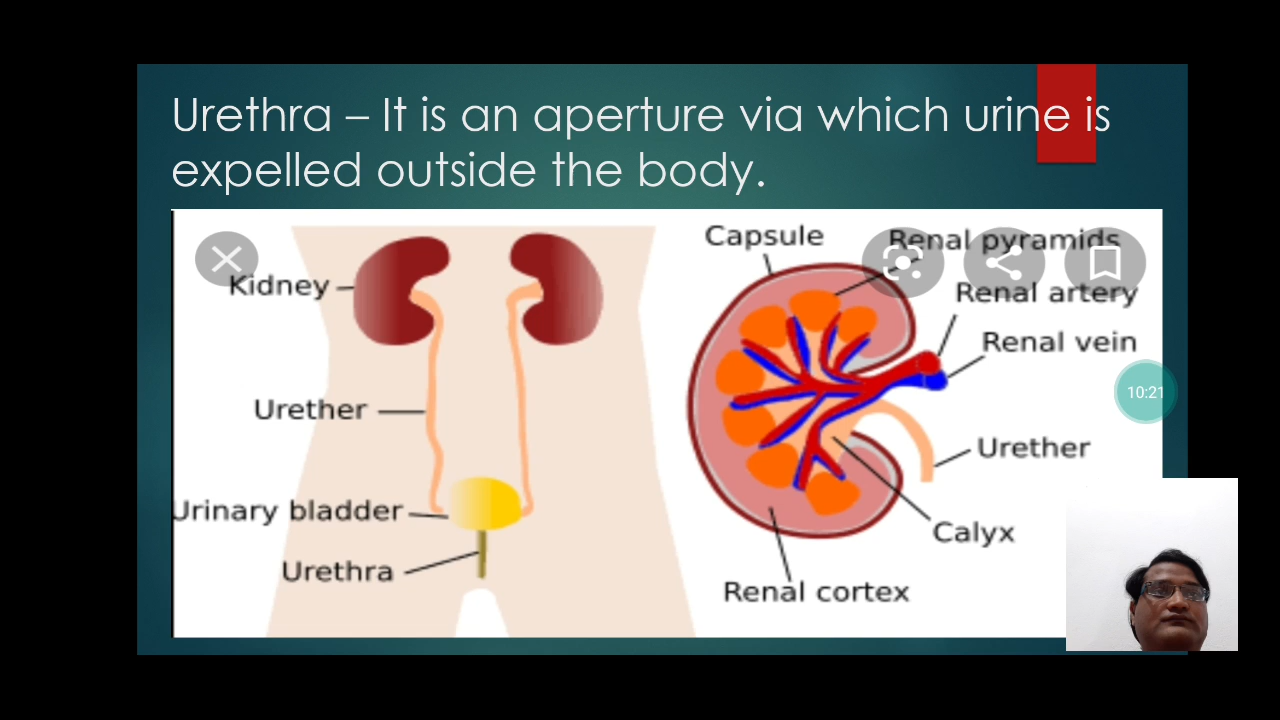 Urethra – It is an aperture via which urine is
expelled outside the body.
Kidney
Urether
Urinary bladder
Urethra
Capsule
Renal pyramids
Renal artery
Renal vein
10:21
Urether
Calyx
Renal cortex